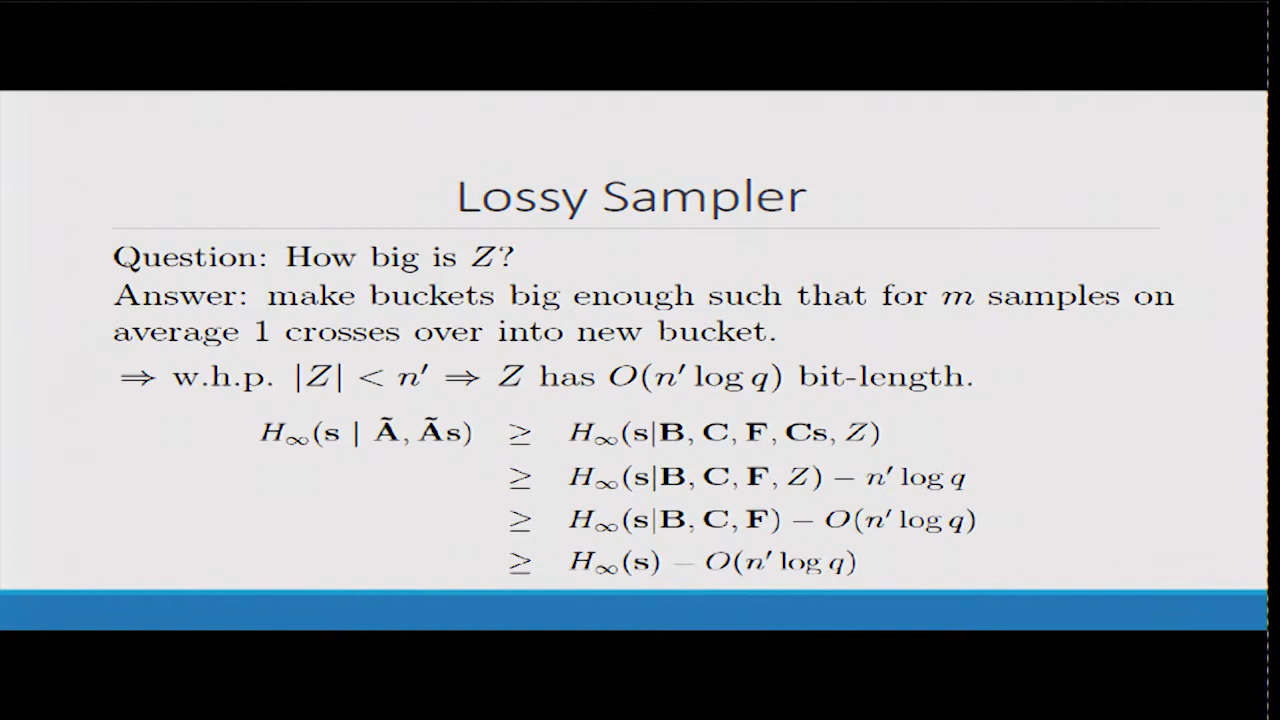 Lossy Sampler
Question: How big is Z?
Answer: make buckets big enough such that for m samples on
average 1 crosses over into new bucket.
⇒ w.h.p. |Z| < n′ ⇒ Z has O(n′ log q) bit-length.
H∞(s | Ã, Ãs) ≥ H∞(s|B, C, F, Cs, Z)
≥ H∞(s|B, C, F, Z) − n′ log q
≥ H∞(s|B, C, F) − O(n′ log q)
≥ H∞(s) − O(n′ log q)